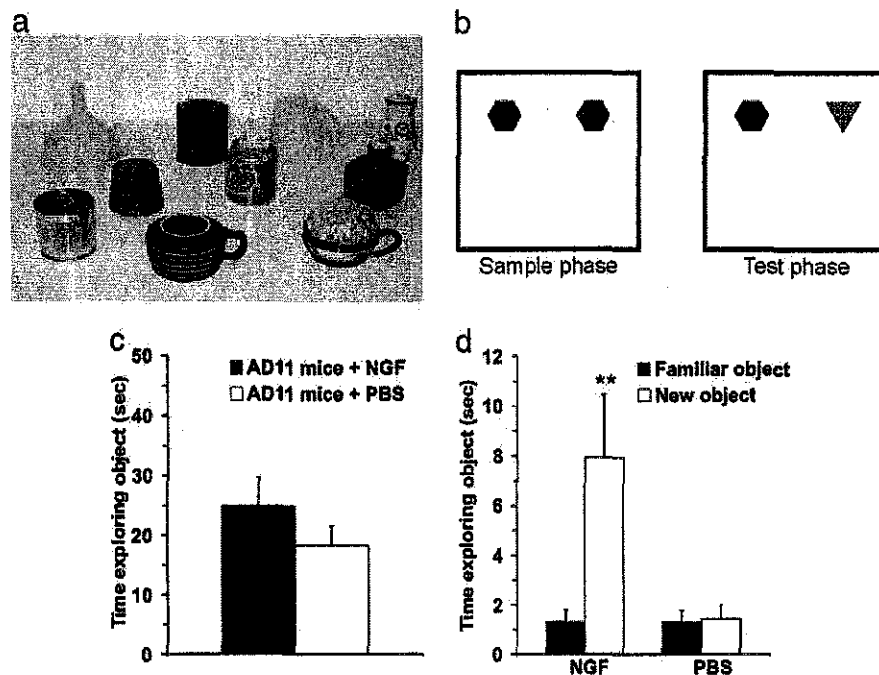 a
b
Sample phase
Test phase
c
Time exploring object (sec)
50
40
30
20
10
0
AD11 mice + NGF
AD11 mice + PBS
d
Time exploring object (sec)
12
10
8
6
4
2
0
Familiar object
New object
**
NGF
PBS